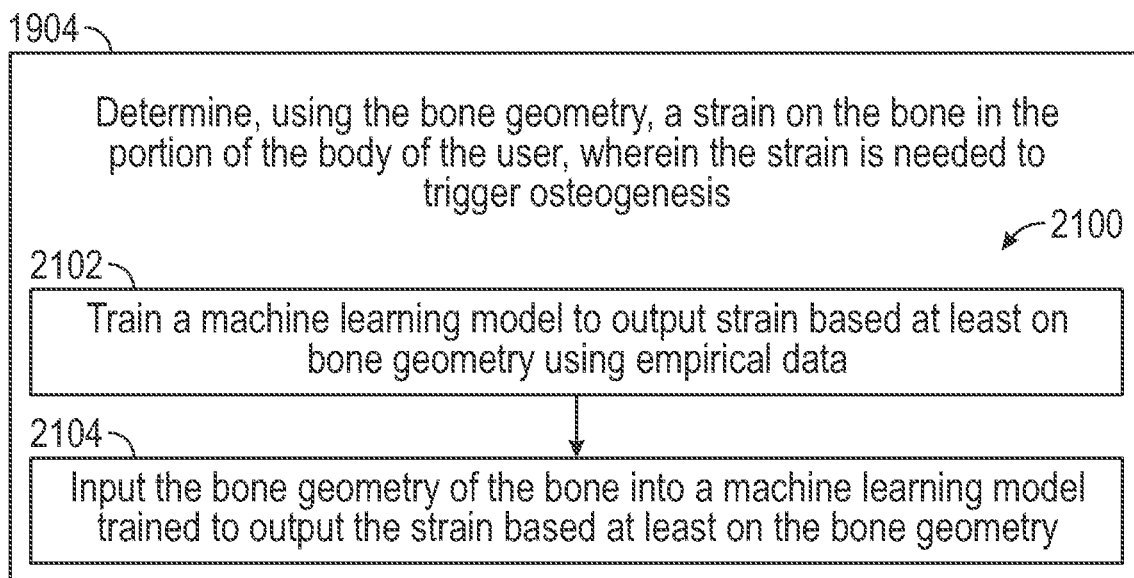 1904
Determine, using the bone geometry, a strain on the bone in the
portion of the body of the user, wherein the strain is needed to
trigger osteogenesis
2100
2102
Train a machine learning model to output strain based at least on
bone geometry using empirical data
2104
Input the bone geometry of the bone into a machine learning model
trained to output the strain based at least on the bone geometry